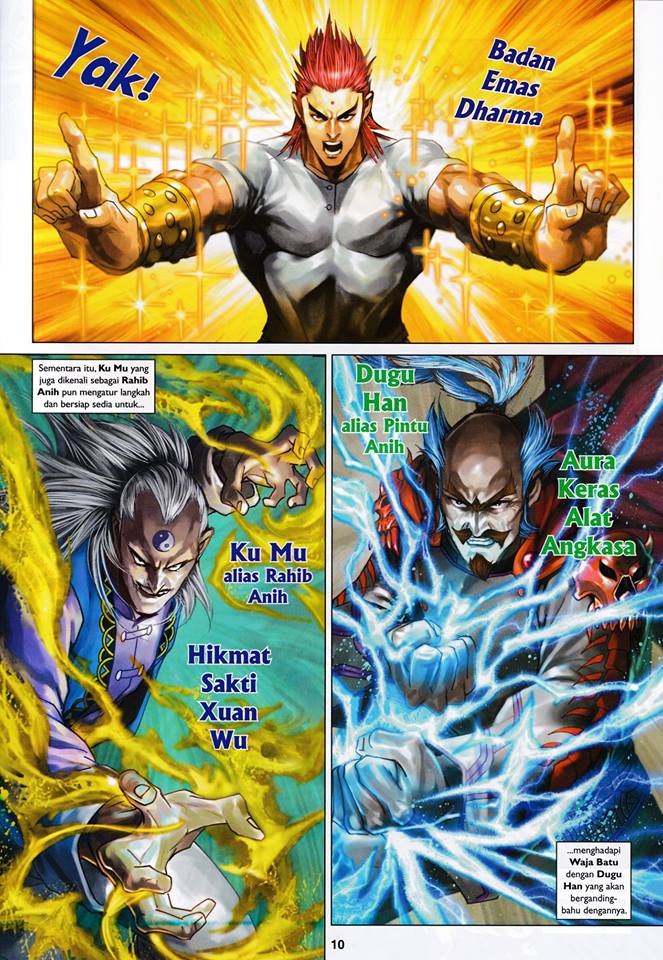 Yak!
Badan
Emas
Dharma
Sementara itu, Ku Mu yang
juga dikenali sebagai Rahib
Anih pun mengatur langkah
dan bersiap sedia untuk...
Ku Mu
alias Rahib
Anih
Hikmat
Sakti
Xuan
Wu
Dugu
Han
alias Pintu
Anih
Aura
Keras
Alat
Angkasa
...menghadapi
Waja Batu
dengan Dugu
Han yang akan
berganding-
bahu dengannya.
10